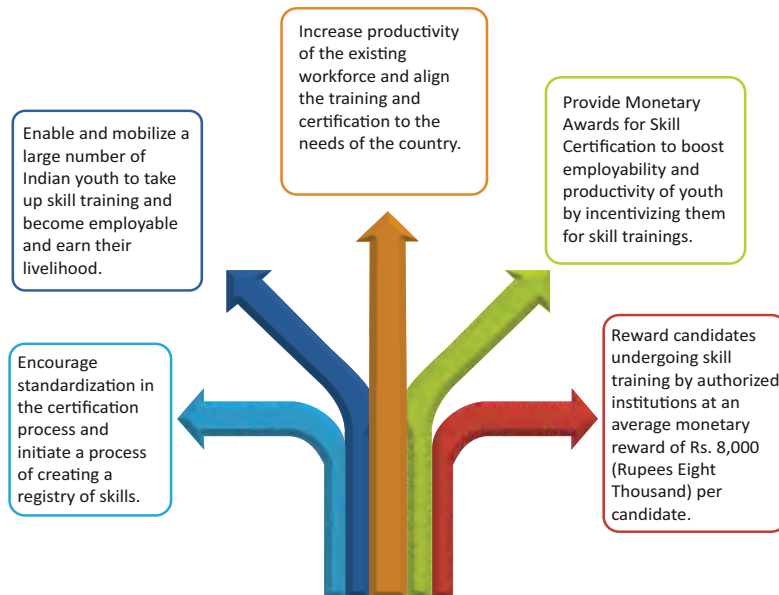 Increase productivity
of the existing
workforce and align
the training and
certification to the
needs of the country.
Enable and mobilize a
large number of
Indian youth to take
up skill training and
become employable
and earn their
livelihood.
Provide Monetary
Awards for Skill
Certification to boost
employability and
productivity of youth
by incentivizing them
for skill trainings.
Encourage
standardization in
the certification
process and
initiate a process
of creating a
registry of skills.
Reward candidates
undergoing skill
training by authorized
institutions at an
average monetary
reward of Rs. 8,000
(Rupees Eight
Thousand) per
candidate.